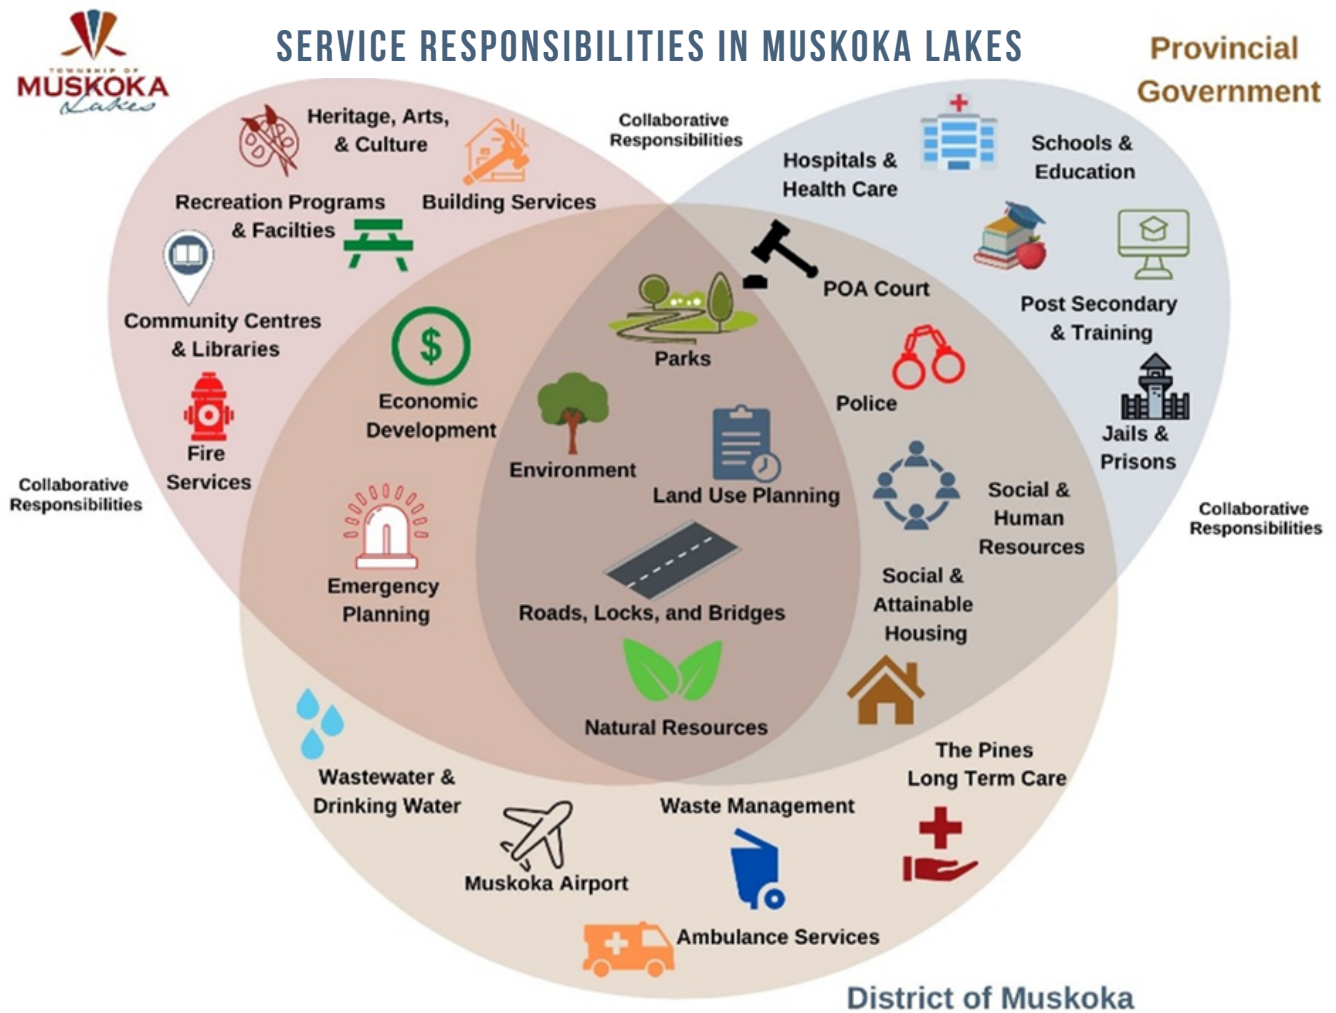 TOWNSHIP OF
MUSKOKA
Lakes
SERVICE RESPONSIBILITIES IN MUSKOKA LAKES
Provincial
Government
Heritage, Arts,
& Culture
Building Services
Recreation Programs
& Facilties
Community Centres
& Libraries
Fire
Services
Collaborative
Responsibilities
Collaborative
Responsibilities
Hospitals &
Health Care
Schools &
Education
Post Secondary
& Training
Jails &
Prisons
Collaborative
Responsibilities
$
Economic
Development
Emergency
Planning
Parks
Environment
Land Use Planning
Roads, Locks, and Bridges
Natural Resources
POA Court
Police
Social &
Human
Resources
Social &
Attainable
Housing
Wastewater &
Drinking Water
Muskoka Airport
Waste Management
The Pines
Long Term Care
Ambulance Services
District of Muskoka